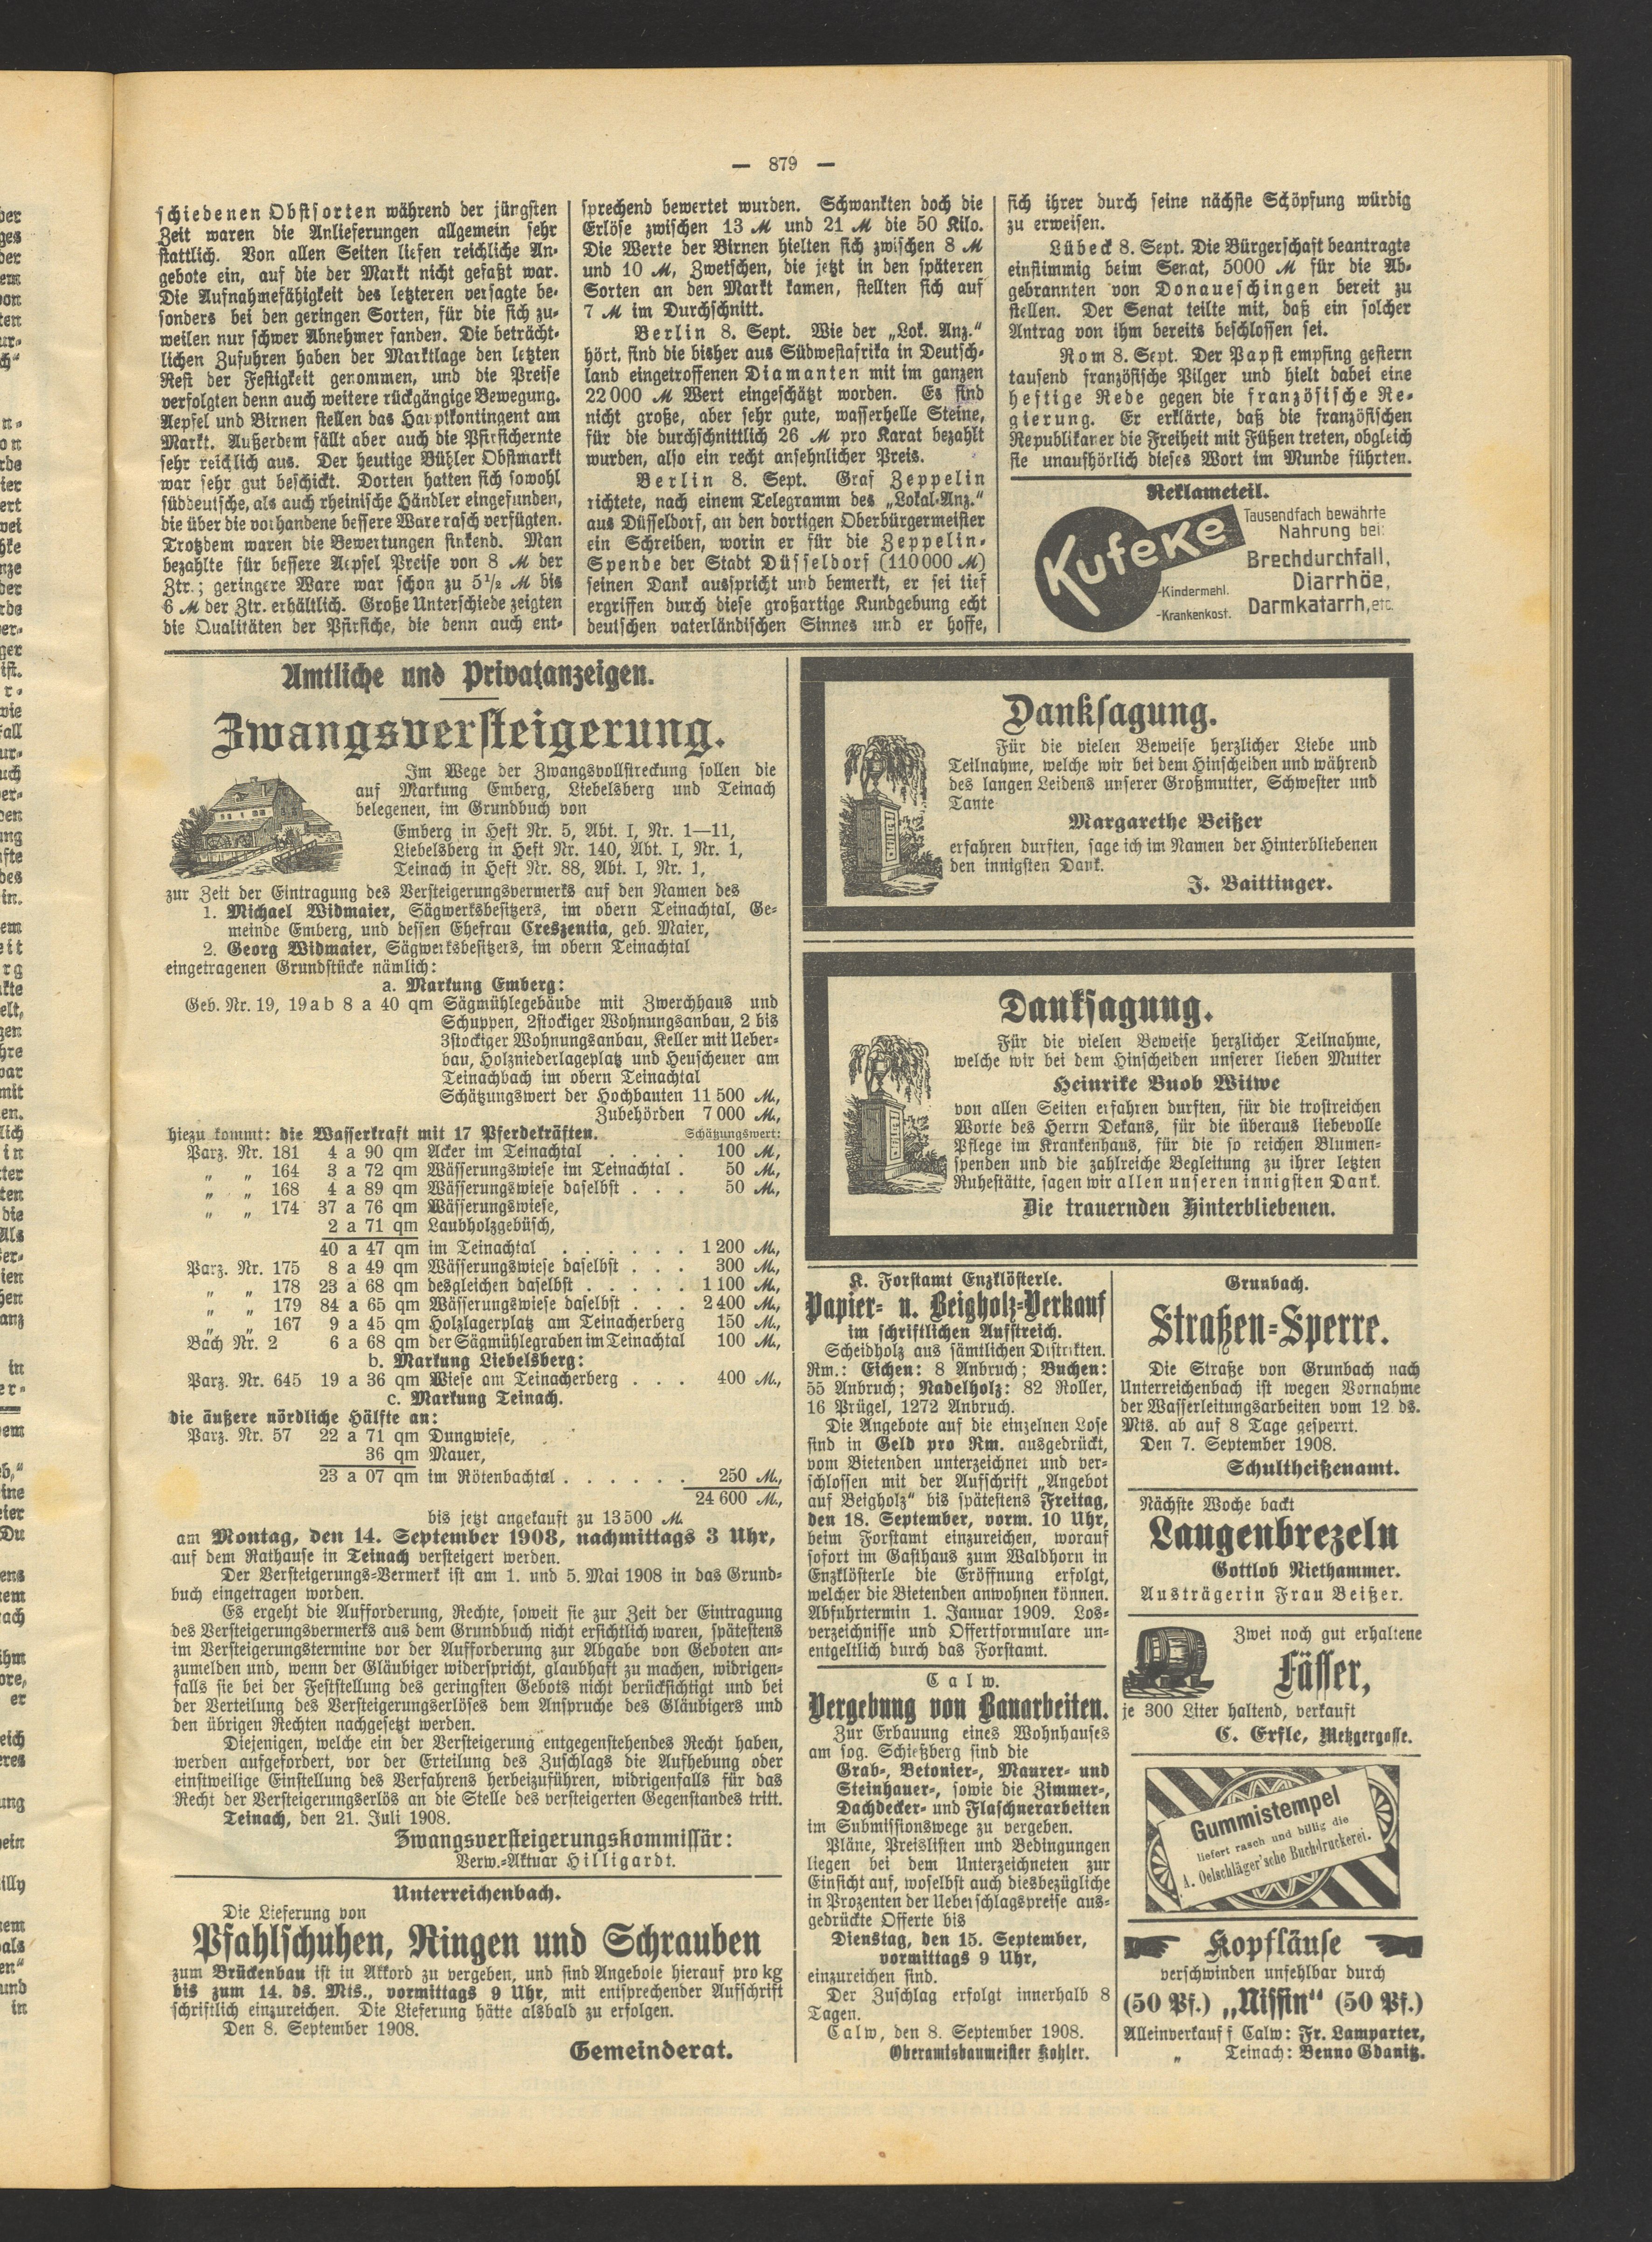 — 879 —
schiedenen Obstsorten während der jüngsten
Zeit waren die Anlieferungen allgemein sehr
stattlich. Von allen Seiten liefen reichliche An-
gebote ein, auf die der Markt nicht gefaßt war.
Die Aufnahmefähigkeit des letzteren versagte be-
sonders bei den geringen Sorten, für die sich zu-
weilen nur schwer Abnehmer fanden. Die beträcht-
lichen Zufuhren haben der Marktlage den letzten
Rest der Festigkeit genommen, und die Preise
verfolgten denn auch weitere rückgängige Bewegung.
Aepfel und Birnen stellen das Hauptkontingent am
Markt. Außerdem fällt aber auch die Pfirsichernte
sehr reichlich aus. Der heutige Bühler Obstmarkt
war sehr gut beschickt. Dorten hatten sich sowohl
süddeutsche, als auch rheinische Händler eingefunden,
die über die vorhandene bessere Ware rasch verfügten.
Trotzdem waren die Bewertungen sinkend. Man
bezahlte für bessere Aepfel Preise von 8 M der
Ztr.; geringere Ware war schon zu 5½ M bis
6 M der Ztr. erhältlich. Große Unterschiede zeigten
die Qualitäten der Pfirsiche, die denn auch ent-
sprechend bewertet wurden. Schwankten doch die
Erlöse zwischen 13 M und 21 M die 50 Kilo.
Die Werte der Birnen hielten sich zwischen 8 M
und 10 M, Zwetschen, die jetzt in den späteren
Sorten an den Markt kamen, stellten sich auf
7 M im Durchschnitt.
Berlin 8. Sept. Wie der „Lok. Anz.“
hört, sind die bisher aus Südwestafrika in Deutsch-
land eingetroffenen Diamanten mit im ganzen
22 000 M Wert eingeschätzt worden. Es sind
nicht große, aber sehr gute, wasserhelle Steine,
für die durchschnittlich 26 M pro Karat bezahlt
wurden, also ein recht ansehnlicher Preis.
Berlin 8. Sept. Graf Zeppelin
richtete, nach einem Telegramm des „Lokal-Anz.“
aus Düsseldorf, an den dortigen Oberbürgermeister
ein Schreiben, worin er für die Zeppelin-
Spende der Stadt Düsseldorf (110 000 M)
seinen Dank ausspricht und bemerkt, er sei tief
ergriffen durch diese großartige Kundgebung echt
deutschen vaterländischen Sinnes und er hoffe,
sich ihrer durch seine nächste Schöpfung würdig
zu erweisen.
Lübeck 8. Sept. Die Bürgerschaft beantragte
einstimmig beim Senat, 5000 M für die Ab-
gebrannten von Donaueschingen bereit zu
stellen. Der Senat teilte mit, daß ein solcher
Antrag von ihm bereits beschlossen sei.
Rom 8. Sept. Der Papst empfing gestern
tausend französische Pilger und hielt dabei eine
heftige Rede gegen die französische Re-
gierung. Er erklärte, daß die französischen
Republikaner die Freiheit mit Füßen treten, obgleich
sie unaufhörlich dieses Wort im Munde führten.
Reklameteil.
Kufeke
-Kindermehl.
-Krankenkost.
Tausendfach bewährte
Nahrung bei:
Brechdurchfall,
Diarrhöe,
Darmkatarrh, etc.
Amtliche und Privatanzeigen.
Zwangsversteigerung.
Im Wege der Zwangsvollstreckung sollen die
auf Markung Emberg, Liebelsberg und Teinach
belegenen, im Grundbuch von
Emberg in Heft Nr. 5, Abt. I, Nr. 1—11,
Liebelsberg in Heft Nr. 140, Abt. I, Nr. 1,
Teinach in Heft Nr. 88, Abt. I, Nr. 1,
zur Zeit der Eintragung des Versteigerungsvermerks auf den Namen des
1. Michael Widmaier, Sägwerksbesitzers, im obern Teinachtal, Ge-
meinde Emberg, und dessen Ehefrau Creszentia, geb. Maier,
2. Georg Widmaier, Sägwerksbesitzers, im obern Teinachtal
eingetragenen Grundstücke nämlich:
a. Markung Emberg:
Geb. Nr. 19, 19 a b 8 a 40 qm Sägmühlegebäude mit Zwerchhaus und
Schuppen, 2stockiger Wohnungsanbau, 2 bis
3stockiger Wohnungsanbau, Keller mit Ueber-
bau, Holzniederlageplatz und Heuscheuer am
Teinachbach im obern Teinachtal
Schätzungswert der Hochbauten 11 500 M,
Zubehörden 7 000 M,
hiezu kommt: die Wasserkraft mit 17 Pferdekräften. Schätzungswert:
Parz. Nr. 181 4 a 90 qm Acker im Teinachtal . . . . 100 M,
„ „ 164 3 a 72 qm Wässerungswiese im Teinachtal . 50 M,
„ „ 168 4 a 89 qm Wässerungswiese daselbst . . . 50 M,
„ „ 174 37 a 76 qm Wässerungswiese,
2 a 71 qm Laubholzgebüsch,
40 a 47 qm im Teinachtal . . . . . . 1 200 M,
Parz. Nr. 175 8 a 49 qm Wässerungswiese daselbst . . . 300 M,
„ „ 178 23 a 68 qm desgleichen daselbst . . . . . 1 100 M,
„ „ 179 84 a 65 qm Wässerungswiese daselbst . . . 2 400 M,
„ „ 167 9 a 45 qm Holzlagerplatz am Teinacherberg 150 M,
Bach Nr. 2 6 a 68 qm der Sägmühlegraben im Teinachtal 100 M,
b. Markung Liebelsberg:
Parz. Nr. 645 19 a 36 qm Wiese am Teinacherberg . . . 400 M,
c. Markung Teinach.
die äußere nördliche Hälfte an:
Parz. Nr. 57 22 a 71 qm Dungwiese,
36 qm Mauer,
23 a 07 qm im Rötenbachtal . . . . . . 250 M,
24 600 M,
bis jetzt angekauft zu 13 500 M.
am Montag, den 14. September 1908, nachmittags 3 Uhr,
auf dem Rathause in Teinach versteigert werden.
Der Versteigerungs-Vermerk ist am 1. und 5. Mai 1908 in das Grund-
buch eingetragen worden.
Es ergeht die Aufforderung, Rechte, soweit sie zur Zeit der Eintragung
des Versteigerungsvermerks aus dem Grundbuch nicht ersichtlich waren, spätestens
im Versteigerungstermine vor der Aufforderung zur Abgabe von Geboten an-
zumelden und, wenn der Gläubiger widerspricht, glaubhaft zu machen, widrigen-
falls sie bei der Feststellung des geringsten Gebots nicht berücksichtigt und bei
der Verteilung des Versteigerungserlöses dem Anspruche des Gläubigers und
den übrigen Rechten nachgesetzt werden.
Diejenigen, welche ein der Versteigerung entgegenstehendes Recht haben,
werden aufgefordert, vor der Erteilung des Zuschlags die Aufhebung oder
einstweilige Einstellung des Verfahrens herbeizuführen, widrigenfalls für das
Recht der Versteigerungserlös an die Stelle des versteigerten Gegenstandes tritt.
Teinach, den 21. Juli 1908.
Zwangsversteigerungskommissär:
Verw.-Aktuar Hilligardt.
Unterreichenbach.
Die Lieferung von
Pfahlschuhen, Ringen und Schrauben
zum Brückenbau ist in Akkord zu vergeben, und sind Angebote hierauf pro kg
bis zum 14. ds. Mts., vormittags 9 Uhr, mit entsprechender Aufschrift
schriftlich einzureichen. Die Lieferung hätte alsbald zu erfolgen.
Den 8. September 1908.
Gemeinderat.
Danksagung.
Für die vielen Beweise herzlicher Liebe und
Teilnahme, welche wir bei dem Hinscheiden und während
des langen Leidens unserer Großmutter, Schwester und
Tante
Margarethe Beißer
erfahren durften, sage ich im Namen der Hinterbliebenen
den innigsten Dank.
J. Baittinger.
Danksagung.
Für die vielen Beweise herzlicher Teilnahme,
welche wir bei dem Hinscheiden unserer lieben Mutter
Heinrike Buob Witwe
von allen Seiten erfahren durften, für die trostreichen
Worte des Herrn Dekans, für die überaus liebevolle
Pflege im Krankenhaus, für die so reichen Blumen-
spenden und die zahlreiche Begleitung zu ihrer letzten
Ruhestätte, sagen wir allen unseren innigsten Dank.
Die trauernden Hinterbliebenen.
K. Forstamt Enzklösterle.
Papier- u. Beigholz-Verkauf
im schriftlichen Aufstreich.
Scheidholz aus sämtlichen Distrikten.
Rm.: Eichen: 8 Anbruch; Buchen:
55 Anbruch; Nadelholz: 82 Roller,
16 Prügel, 1272 Anbruch.
Die Angebote auf die einzelnen Lose
sind in Geld pro Rm. ausgedrückt,
vom Bietenden unterzeichnet und ver-
schlossen mit der Aufschrift „Angebot
auf Beigholz“ bis spätestens Freitag,
den 18. September, vorm. 10 Uhr,
beim Forstamt einzureichen, worauf
sofort im Gasthaus zum Waldhorn in
Enzklösterle die Eröffnung erfolgt,
welcher die Bietenden anwohnen können.
Abfuhrtermin 1. Januar 1909. Los-
verzeichnisse und Offertformulare un-
entgeltlich durch das Forstamt.
Calw.
Vergebung von Bauarbeiten.
Zur Erbauung eines Wohnhauses
am sog. Schießberg sind die
Grab-, Betonier-, Maurer- und
Steinhauer-, sowie die Zimmer-,
Dachdecker- und Flaschnerarbeiten
im Submissionswege zu vergeben.
Pläne, Preislisten und Bedingungen
liegen bei dem Unterzeichneten zur
Einsicht auf, woselbst auch diesbezügliche
in Prozenten der Ueberschlagspreise aus-
gedrückte Offerte bis
Dienstag, den 15. September,
vormittags 9 Uhr,
einzureichen sind.
Der Zuschlag erfolgt innerhalb 8
Tagen.
Calw, den 8. September 1908.
Oberamtsbaumeister Kohler.
Grunbach.
Straßen-Sperre.
Die Straße von Grunbach nach
Unterreichenbach ist wegen Vornahme
der Wasserleitungsarbeiten vom 12 ds.
Mts. ab auf 8 Tage gesperrt.
Den 7. September 1908.
Schultheißenamt.
Nächste Woche backt
Laugenbrezeln
Gottlob Niethammer.
Austrägerin Frau Beißer.
Zwei noch gut erhaltene
Fässer,
je 300 Liter haltend, verkauft
C. Erfle, Metzgergasse.
Gummistempel
liefert rasch und billig die
A. Oelschläger'sche Buchdruckerei.
Kopfläuse
verschwinden unfehlbar durch
(50 Pf.) „Nissin“ (50 Pf.)
Alleinverkauf f Calw: Fr. Lamparter,
„ Teinach: Benno Gdanitz.